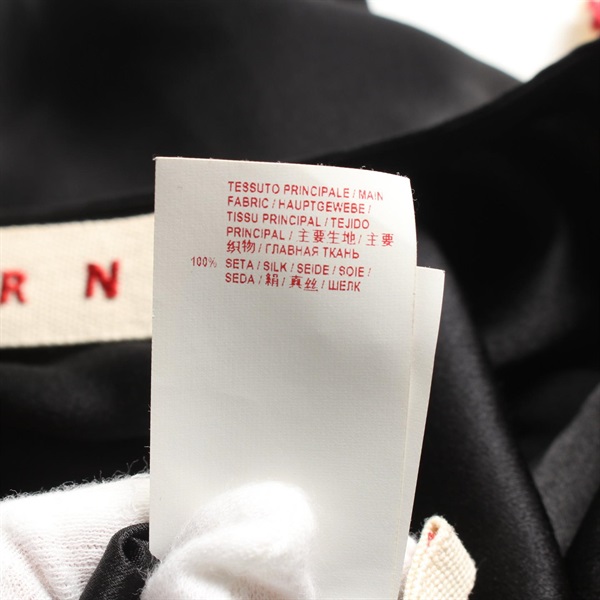 TESSUTO PRINCIPALE / MAIN
FABRIC / HAUPTGEWEBE /
TISSU PRINCIPAL / TEJIDO
PRINCIPAL / 主要生地 / 主要
织物 / ГЛАВНАЯ ТКАНЬ
100% SETA / SILK / SEIDE / SOIE /
SEDA / 絹 / 真丝 / ШЕЛК
R N